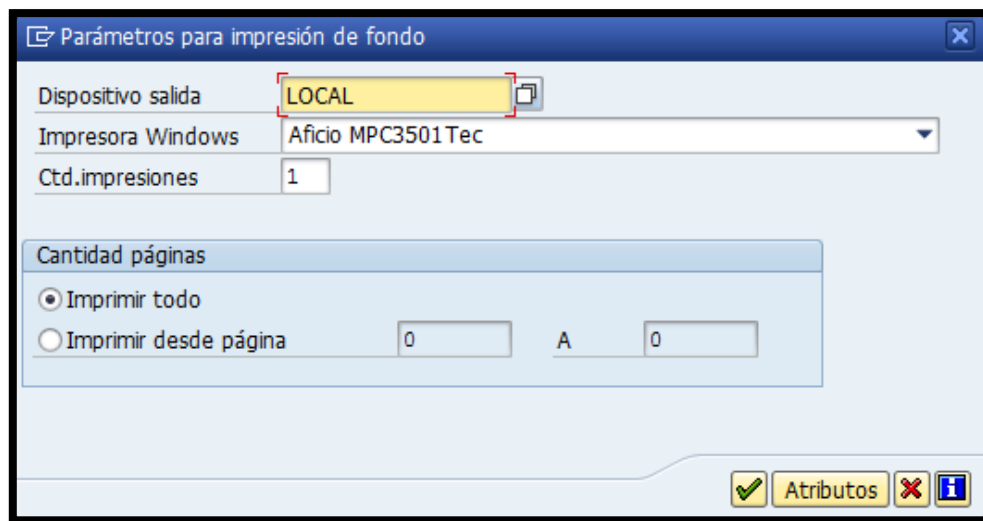 Parámetros para impresión de fondo
Dispositivo salida LOCAL
Impresora Windows Aficio MPC3501Tec
Ctd.impresiones 1
Cantidad páginas
Imprimir todo
Imprimir desde página 0 A 0
Atributos